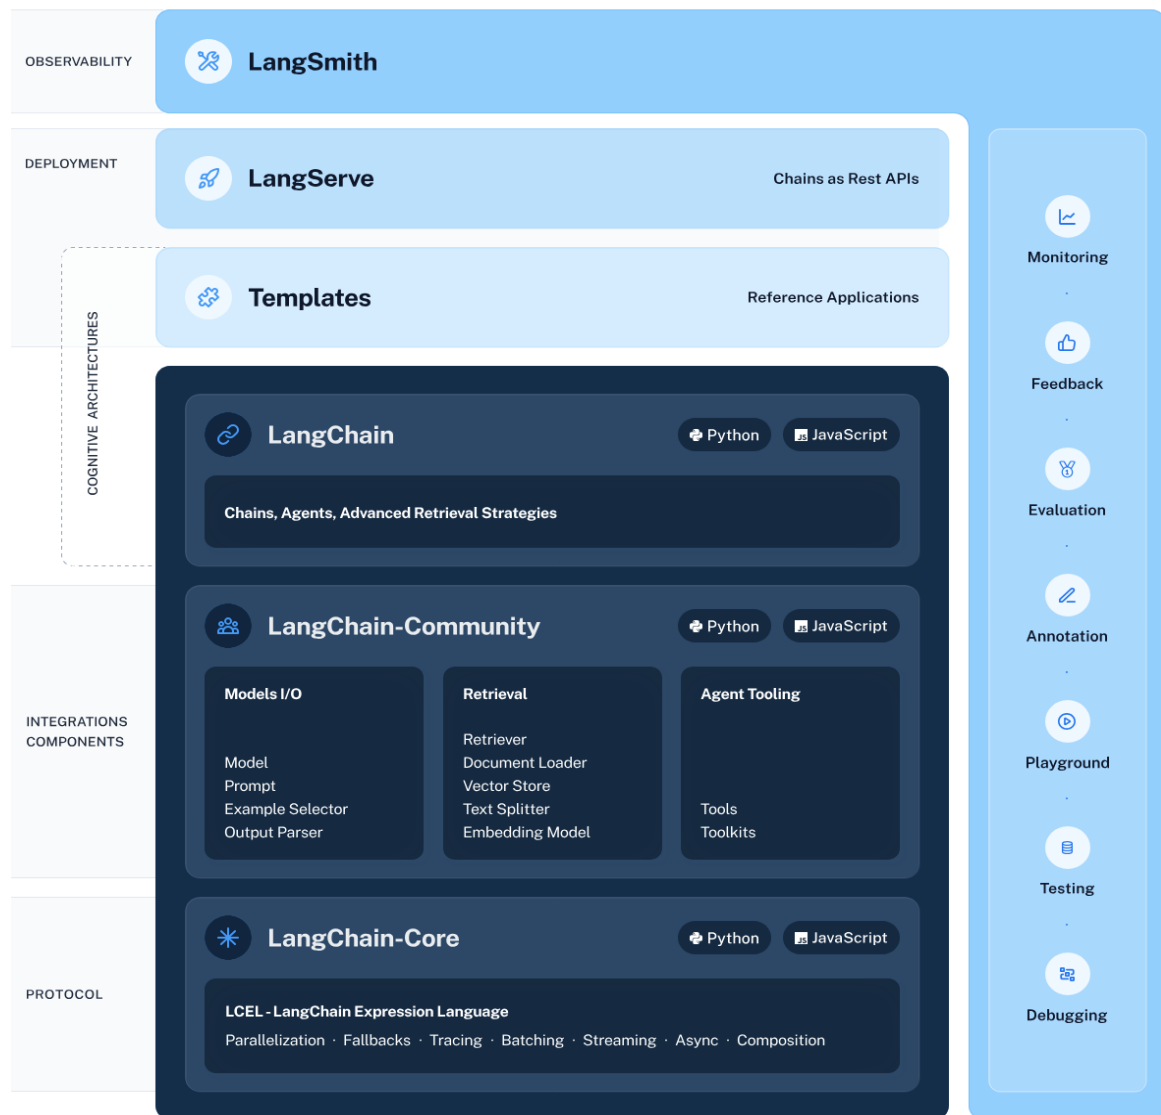 OBSERVABILITY
LangSmith
DEPLOYMENT
LangServe
Chains as Rest APIs
Templates
Reference Applications
COGNITIVE ARCHITECTURES
LangChain
Python
JavaScript
Chains, Agents, Advanced Retrieval Strategies
INTEGRATIONS
COMPONENTS
LangChain-Community
Python
JavaScript
Models I/O
Model
Prompt
Example Selector
Output Parser
Retrieval
Retriever
Document Loader
Vector Store
Text Splitter
Embedding Model
Agent Tooling
Tools
Toolkits
PROTOCOL
LangChain-Core
Python
JavaScript
LCEL - LangChain Expression Language
Parallelization · Fallbacks · Tracing · Batching · Streaming · Async · Composition
Monitoring
Feedback
Evaluation
Annotation
Playground
Testing
Debugging